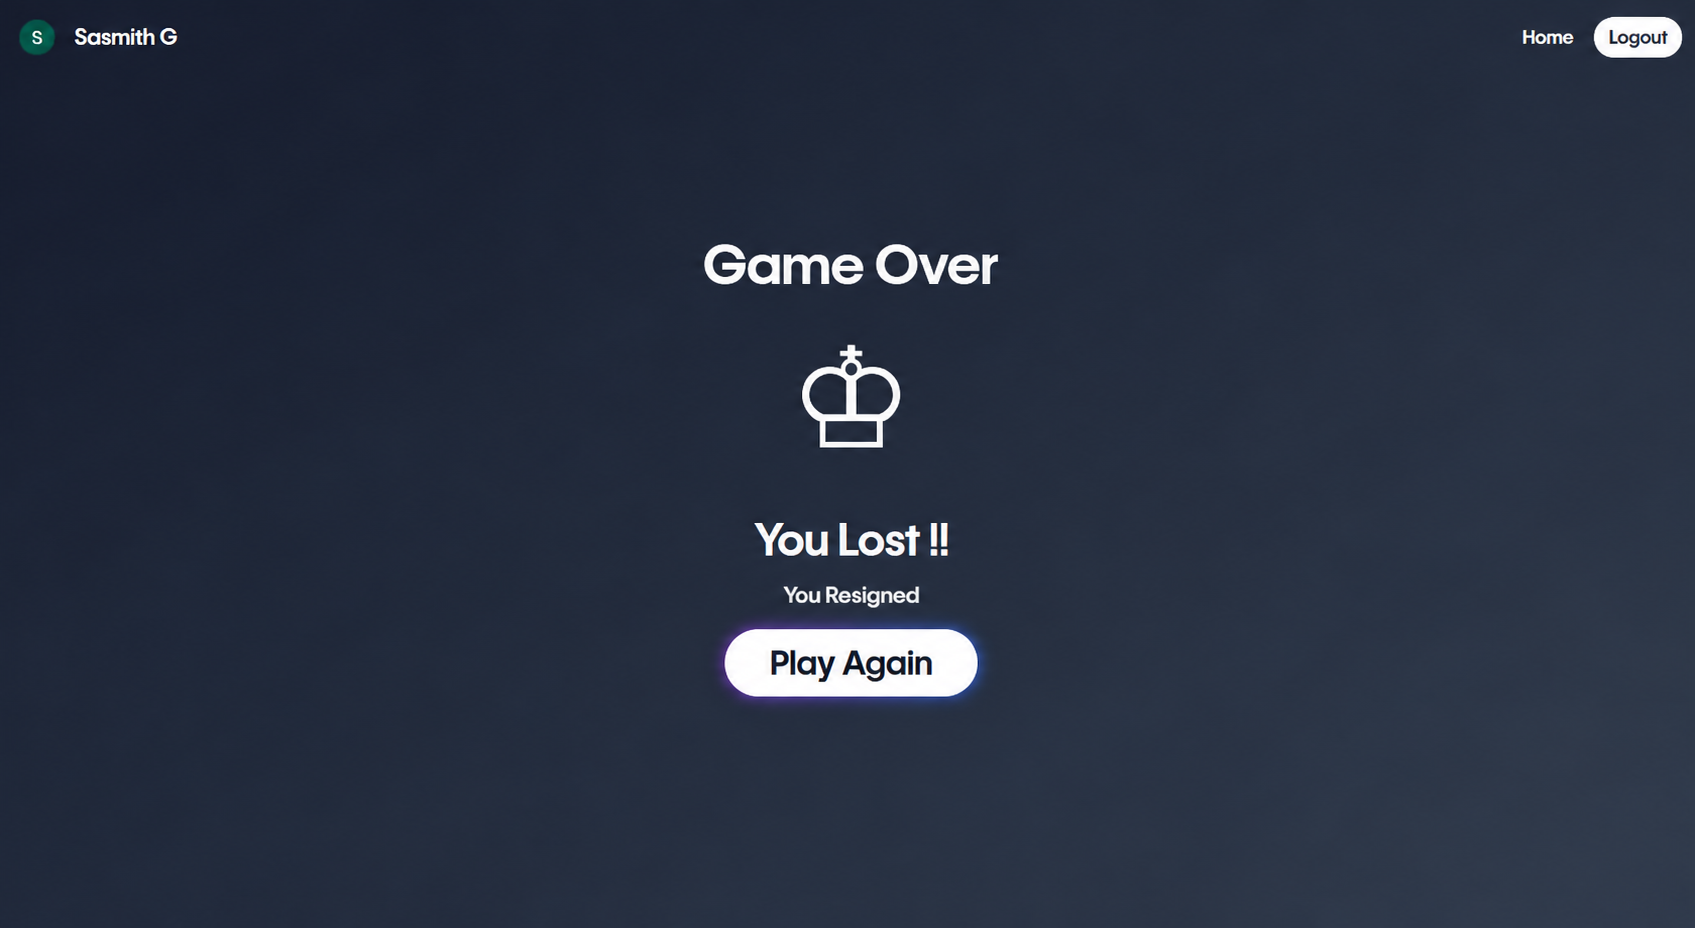 S
Sasmith G
Home
Logout
Game Over
You Lost !!
You Resigned
Play Again